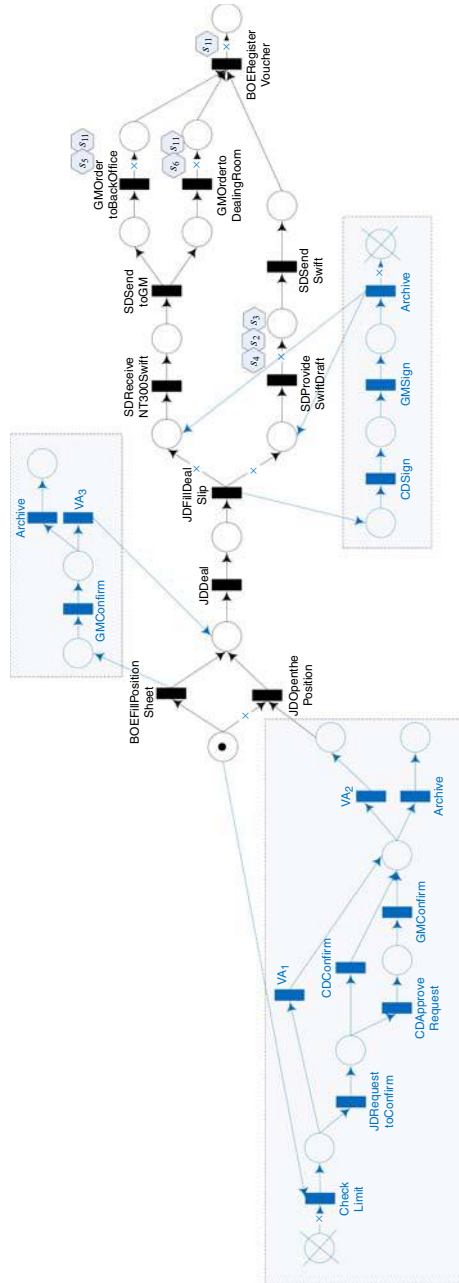 Check
Limit
JDRequest
toConfirm
VA1
CDConfirm
CDApprove
Request
GMConfirm
VA2
Archive
BOEFillPosition
Sheet
JDOpenthe
Position
GMConfirm
Archive
VA3
JDDeal
JDFillDeal
Slip
SDReceive
NT300Swift
SDProvide
SwiftDraft
s4 s2 s3
CDSign
GMSign
Archive
SDSend
toGM
SDSend
Swift
GMOrder
toBackOffice
s5 s11
GMOrderto
DealingRoom
s6 s11
BOERegister
Voucher
s11